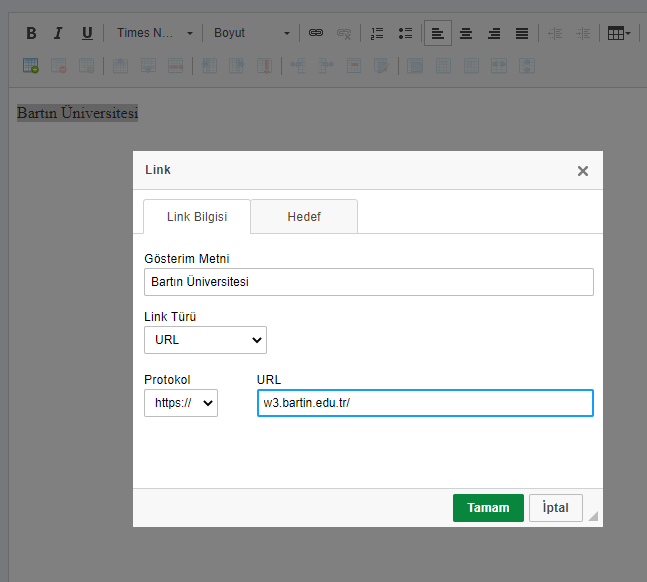 B I U Times N... Boyut
Bartın Üniversitesi
Link
Link Bilgisi Hedef
Gösterim Metni
Bartın Üniversitesi
Link Türü
URL
Protokol URL
https:// w3.bartin.edu.tr/
Tamam İptal